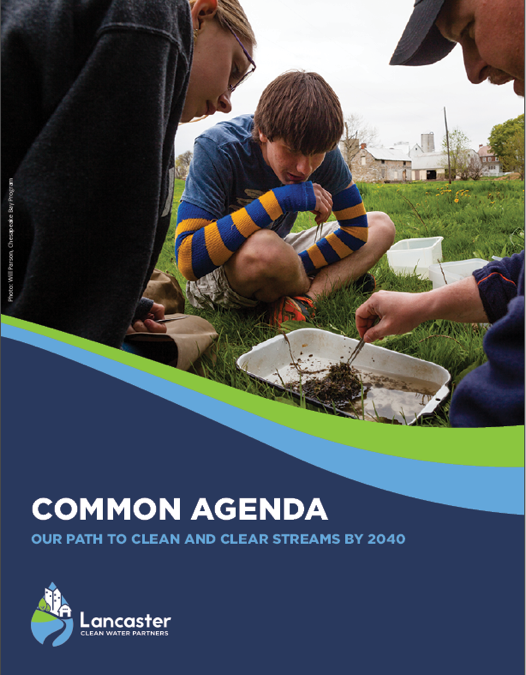 Photo: Will Parson, Chesapeake Bay Program
COMMON AGENDA
OUR PATH TO CLEAN AND CLEAR STREAMS BY 2040
Lancaster
CLEAN WATER PARTNERS